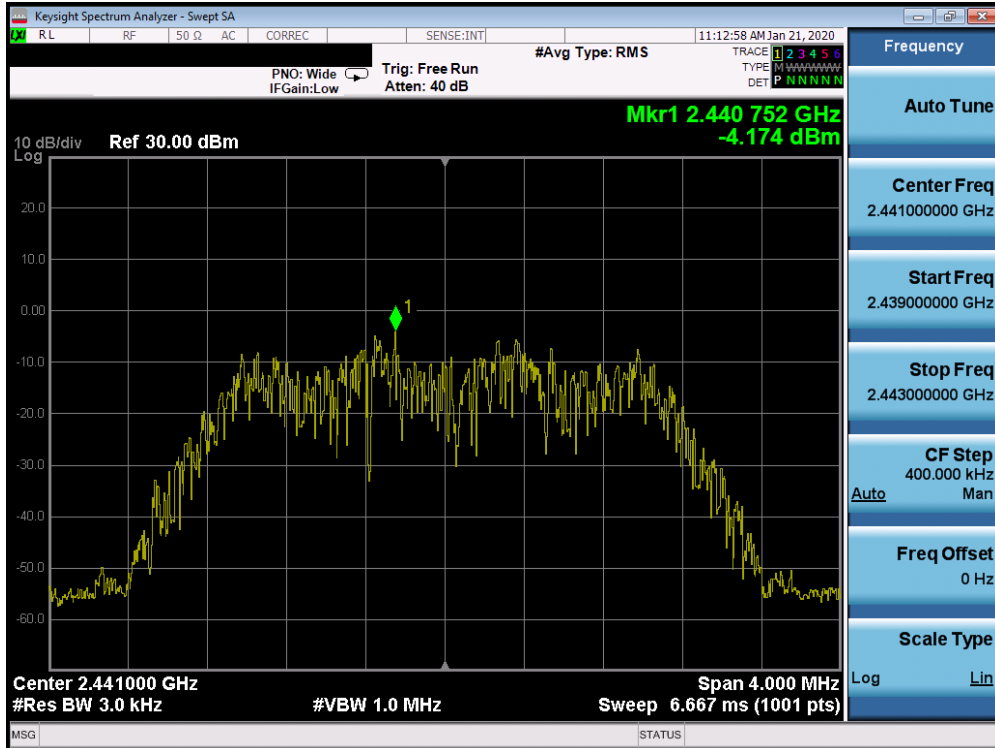 Keysight Spectrum Analyzer - Swept SA
LXI RL RF 50 Ω AC CORREC SENSE:INT 11:12:58 AM Jan 21, 2020
#Avg Type: RMS
TRACE 1 2 3 4 5 6
TYPE M WWWWW
DET P N N N N N
PNO: Wide
IFGain:Low
Trig: Free Run
Atten: 40 dB
Mkr1 2.440 752 GHz
-4.174 dBm
10 dB/div Ref 30.00 dBm
Log
20.0
10.0
0.00
-10.0
-20.0
-30.0
-40.0
-50.0
-60.0
1
Center 2.441000 GHz
Span 4.000 MHz
#Res BW 3.0 kHz
#VBW 1.0 MHz
Sweep 6.667 ms (1001 pts)
MSG
STATUS
Frequency
Auto Tune
Center Freq
2.441000000 GHz
Start Freq
2.439000000 GHz
Stop Freq
2.443000000 GHz
CF Step
400.000 kHz
Auto Man
Freq Offset
0 Hz
Scale Type
Log Lin